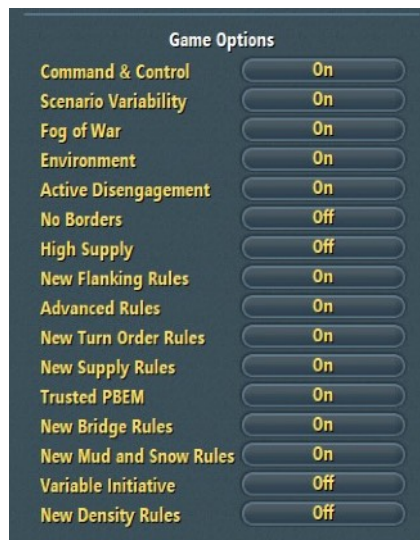 Game Options
Command & Control On
Scenario Variability On
Fog of War On
Environment On
Active Disengagement On
No Borders Off
High Supply Off
New Flanking Rules On
Advanced Rules On
New Turn Order Rules On
New Supply Rules On
Trusted PBEM On
New Bridge Rules On
New Mud and Snow Rules On
Variable Initiative Off
New Density Rules Off